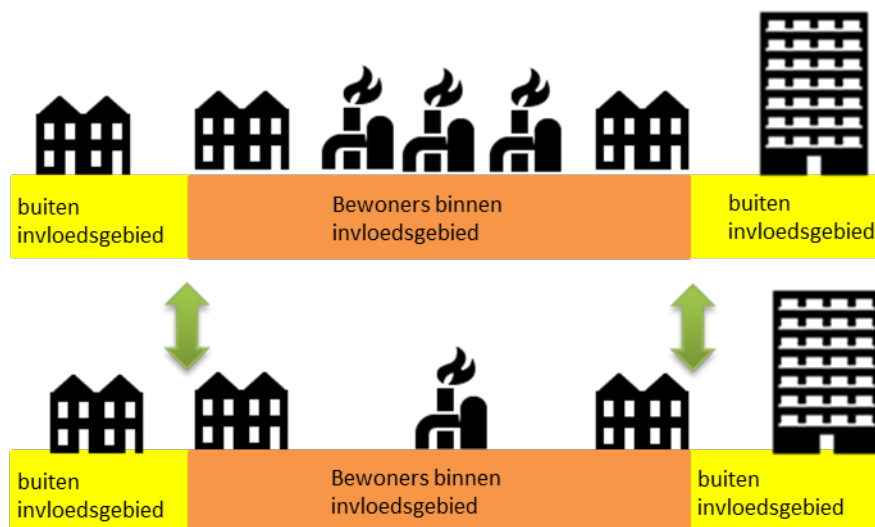 buiten
invloedsgebied
Bewoners binnen
invloedsgebied
buiten
invloedsgebied
buiten
invloedsgebied
Bewoners binnen
invloedsgebied
buiten
invloedsgebied